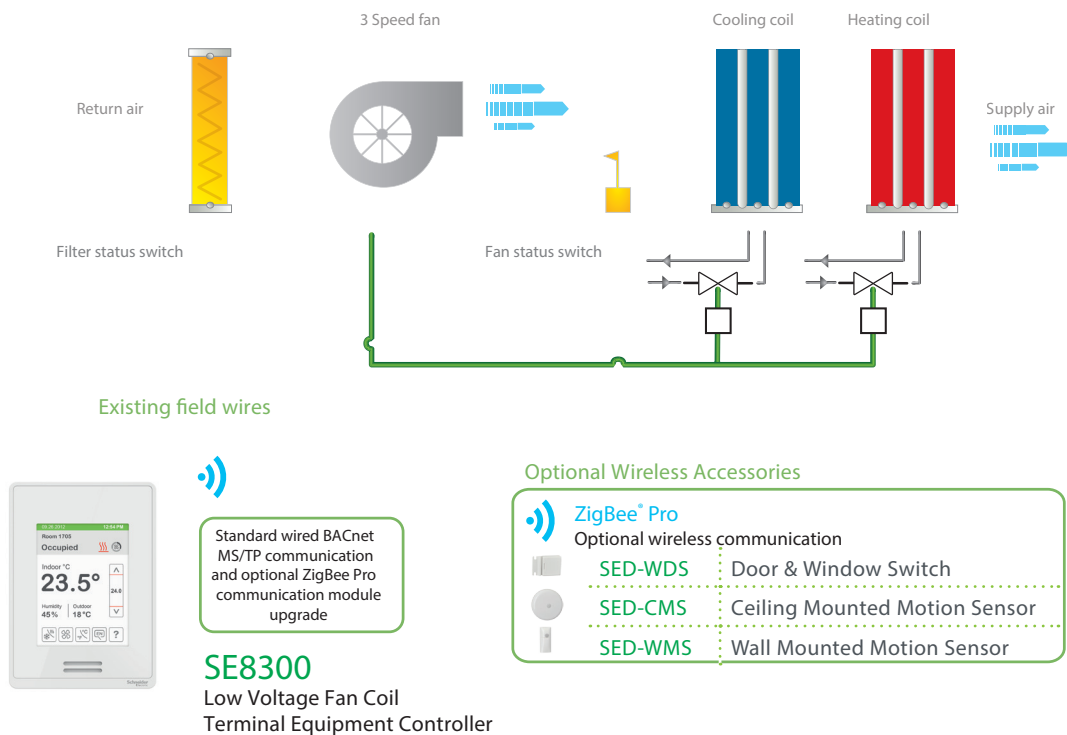 3 Speed fan
Cooling coil
Heating coil
Return air
Supply air
Filter status switch
Fan status switch
Existing field wires
12:54 PM
Room 1705
Occupied
Indoor °C
23.5°
24.0
Humidity
45%
Outdoor
18°C
?
Standard wired BACnet
MS/TP communication
and optional ZigBee Pro
communication module
upgrade
SE8300
Low Voltage Fan Coil
Terminal Equipment Controller
Optional Wireless Accessories
ZigBee® Pro
Optional wireless communication
SED-WDS Door & Window Switch
SED-CMS Ceiling Mounted Motion Sensor
SED-WMS Wall Mounted Motion Sensor